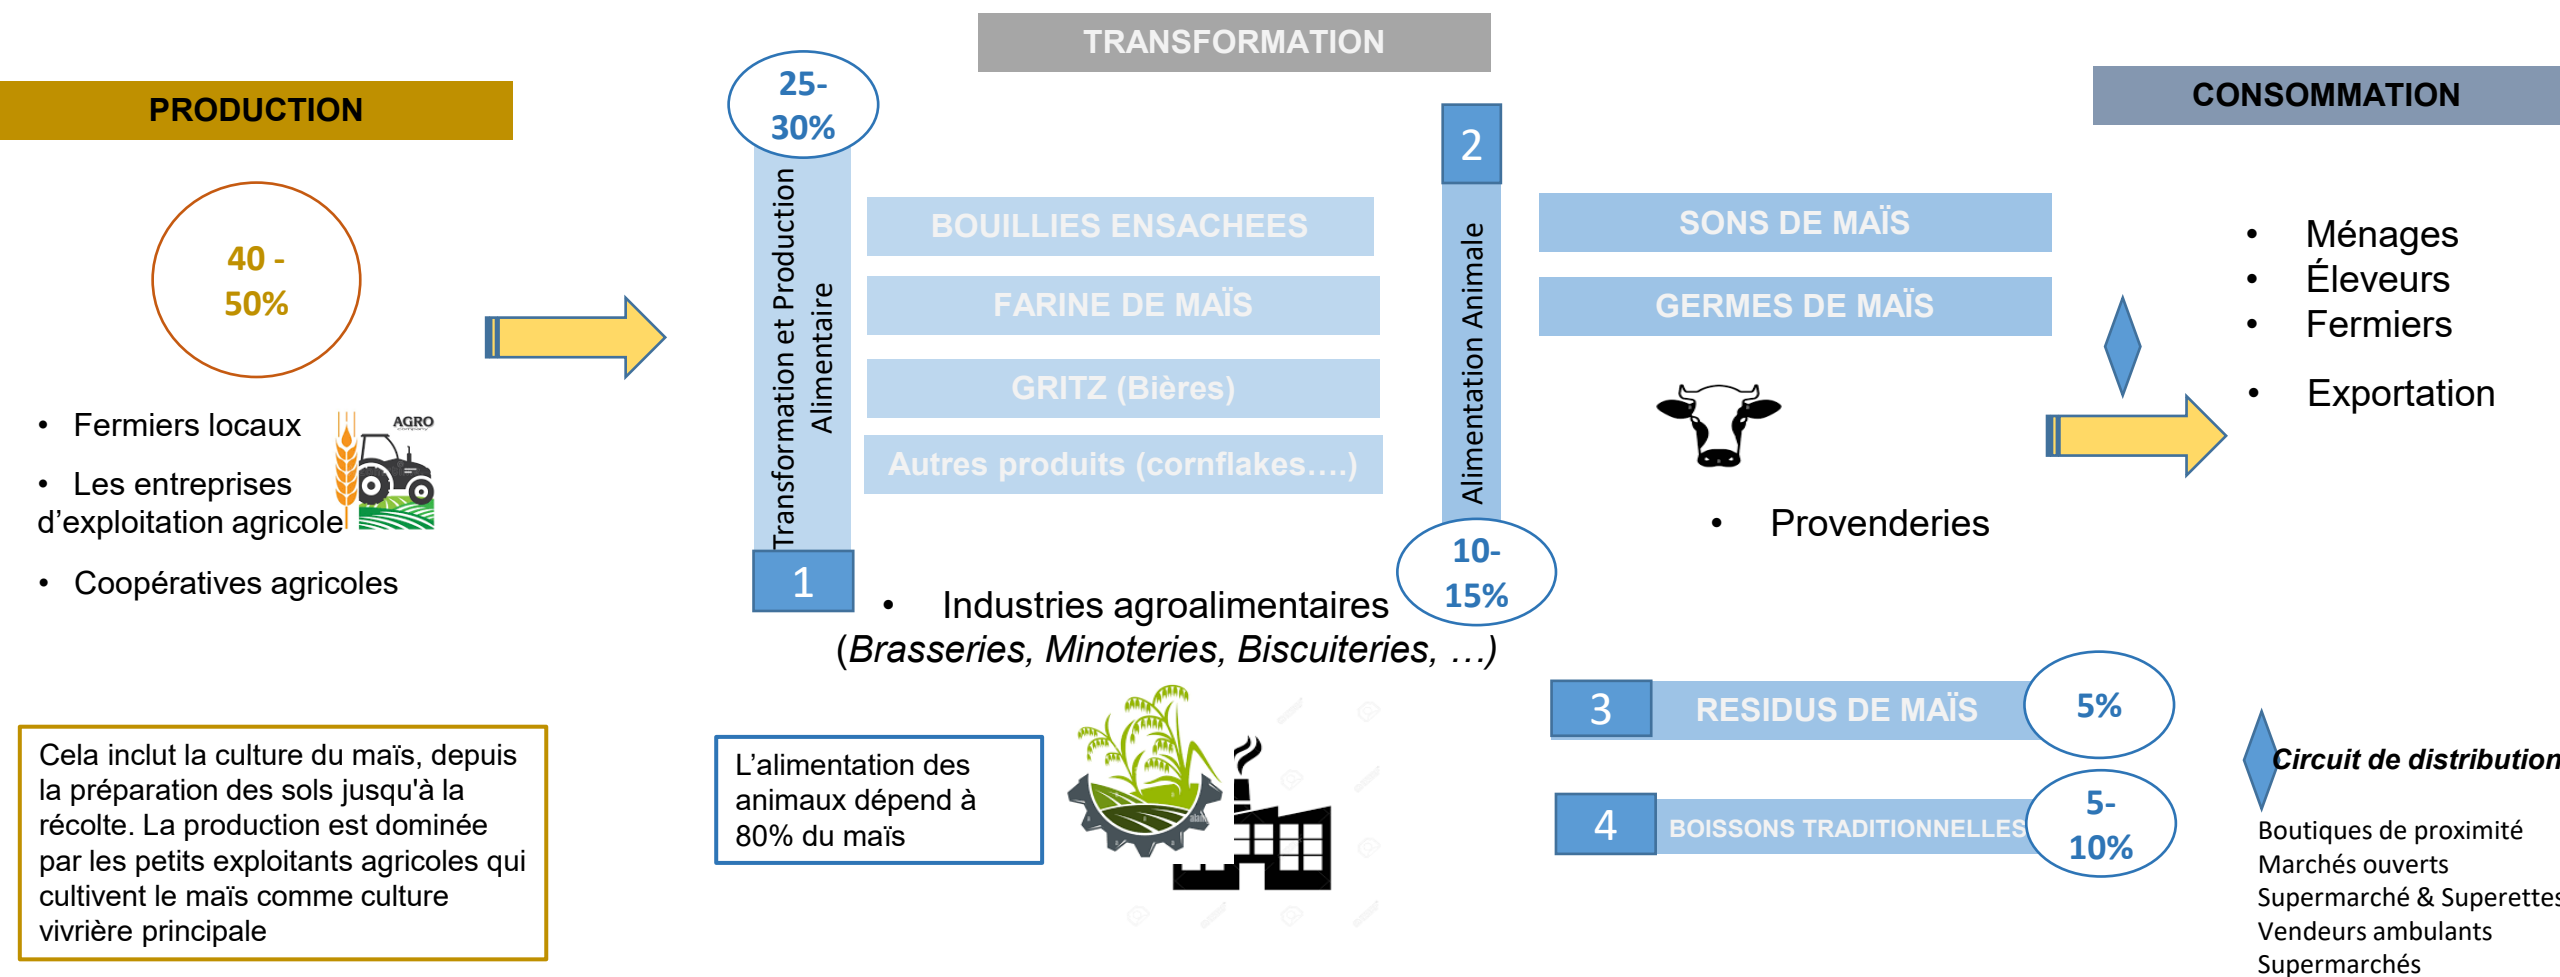 TRANSFORMATION
PRODUCTION
CONSOMMATION
40 -
50%
• Fermiers locaux
• Les entreprises
d’exploitation agricole
• Coopératives agricoles
AGRO
Cela inclut la culture du maïs, depuis
la préparation des sols jusqu'à la
récolte. La production est dominée
par les petits exploitants agricoles qui
cultivent le maïs comme culture
vivrière principale
25-
30%
Transformation et Production
Alimentaire
1
BOUILLIES ENSACHEES
FARINE DE MAÏS
GRITZ (Bières)
Autres produits (cornflakes….)
• Industries agroalimentaires
(Brasseries, Minoteries, Biscuiteries, …)
L’alimentation des
animaux dépend à
80% du maïs
2
Alimentation Animale
10-
15%
SONS DE MAÏS
GERMES DE MAÏS
• Provenderies
3
RESIDUS DE MAÏS
5%
4
BOISSONS TRADITIONNELLES
5-
10%
• Ménages
• Éleveurs
• Fermiers
• Exportation
Circuit de distribution
Boutiques de proximité
Marchés ouverts
Supermarché & Superettes
Vendeurs ambulants
Supermarchés